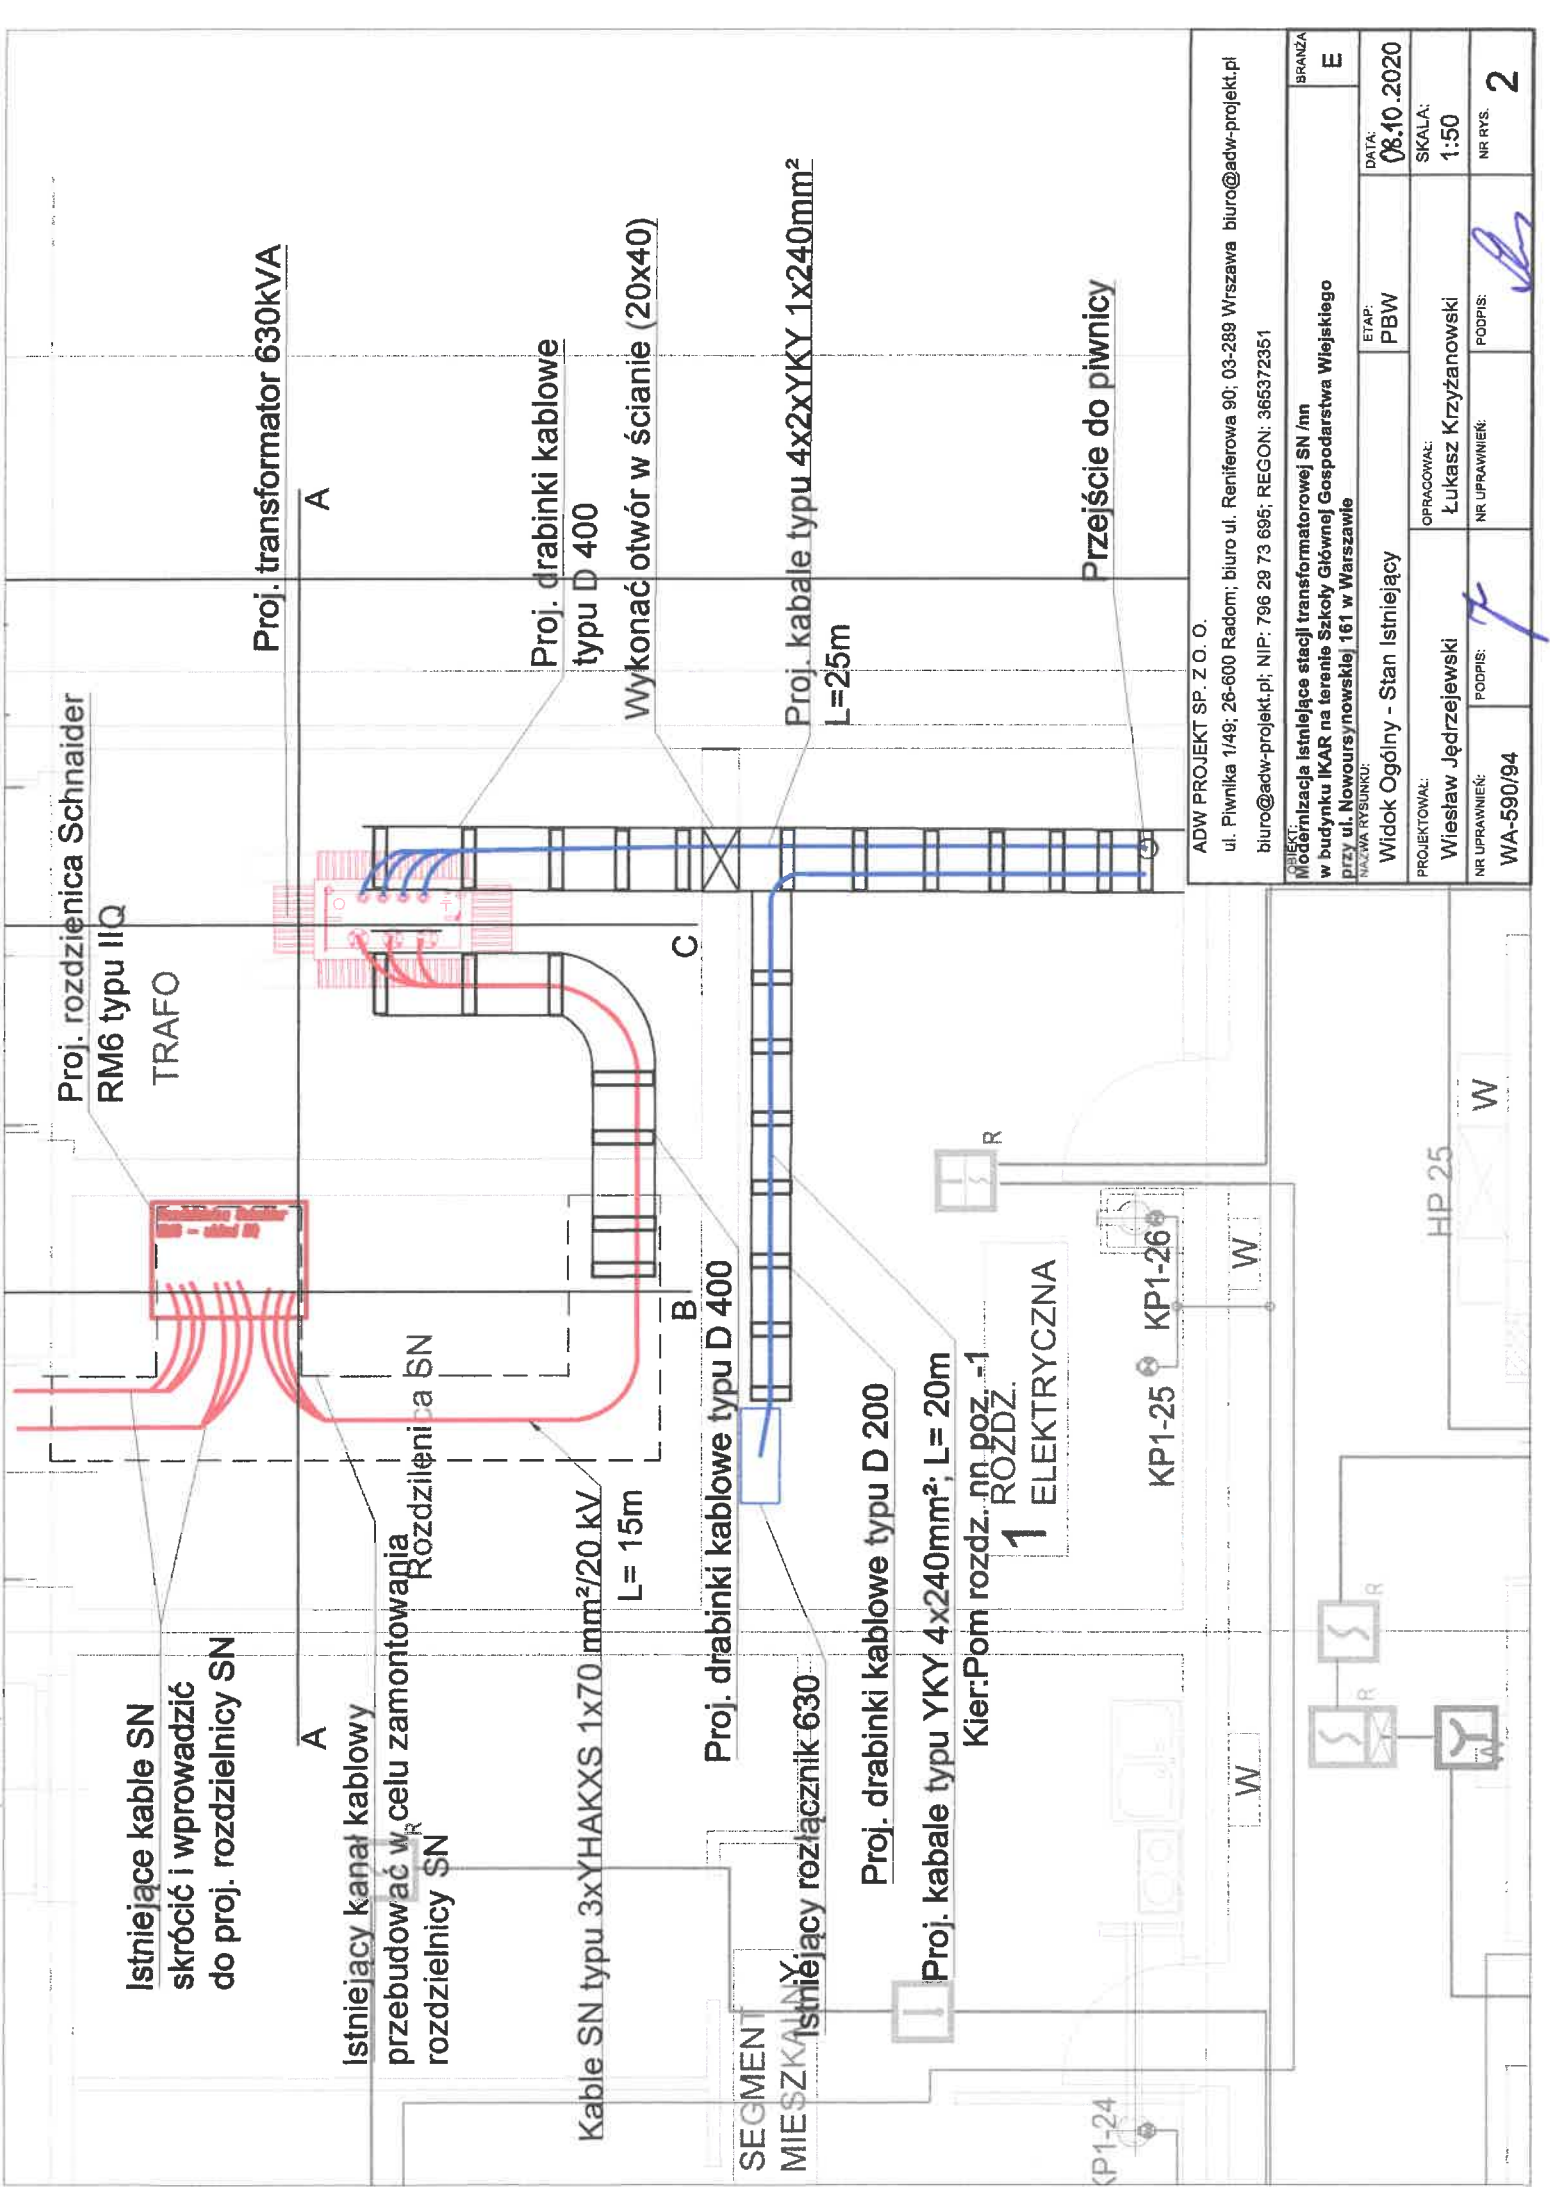 Istniejące kable SN
skrócić i wprowadzić
do proj. rozdzielnicy SN
Proj. rozdzienica Schnaider
RM6 typu IIQ
TRAFO
Proj. transformator 630kVA
A
A
Istniejący kanał kablowy
przebudować w celu zamontowania
rozdzielnicy SN
R
Rozdzilenica SN
Proj. drabinki kablowe
typu D 400
Kable SN typu 3xYHAKXS 1x70 mm²/20 kV
L= 15m
Wykonać otwór w ścianie (20x40)
B
C
Proj. drabinki kablowe typu D 400
SEGMENT
MIESZKALNY
Istniejący rozłącznik 630
Proj. kabale typu 4x2xYKY 1x240mm²
L=25m
Proj. drabinki kablowe typu D 200
Proj. kabale typu YKY 4x240mm²; L= 20m
Kier:Pom rozdz. nn poz. -1
1
ROZDZ.
ELEKTRYCZNA
R
Przejście do piwnicy
KP1-24
KP1-25
KP1-26
W
W
R
R
HP 25
W
ADW PROJEKT SP. Z O. O.
ul. Piwnika 1/49; 26-600 Radom; biuro ul. Reniferowa 90; 03-289 Wrszawa biuro@adw-projekt.pl
biuro@adw-projekt.pl; NIP: 796 29 73 695; REGON: 365372351
OBIEKT:
Modernizacja istniejące stacji transformatorowej SN /nn
w budynku IKAR na terenie Szkoły Głównej Gospodarstwa Wiejskiego
przy ul. Nowoursynowskiej 161 w Warszawie
BRANŻA
E
NAZWA RYSUNKU:
Widok Ogólny - Stan Istniejący
ETAP:
PBW
DATA:
08.10.2020
PROJEKTOWAŁ:
Wiesław Jędrzejewski
OPRACOWAŁ:
Łukasz Krzyżanowski
SKALA:
1:50
NR UPRAWNIEŃ:
WA-590/94
PODPIS:
NR UPRAWNIEŃ:
PODPIS:
NR RYS.
2